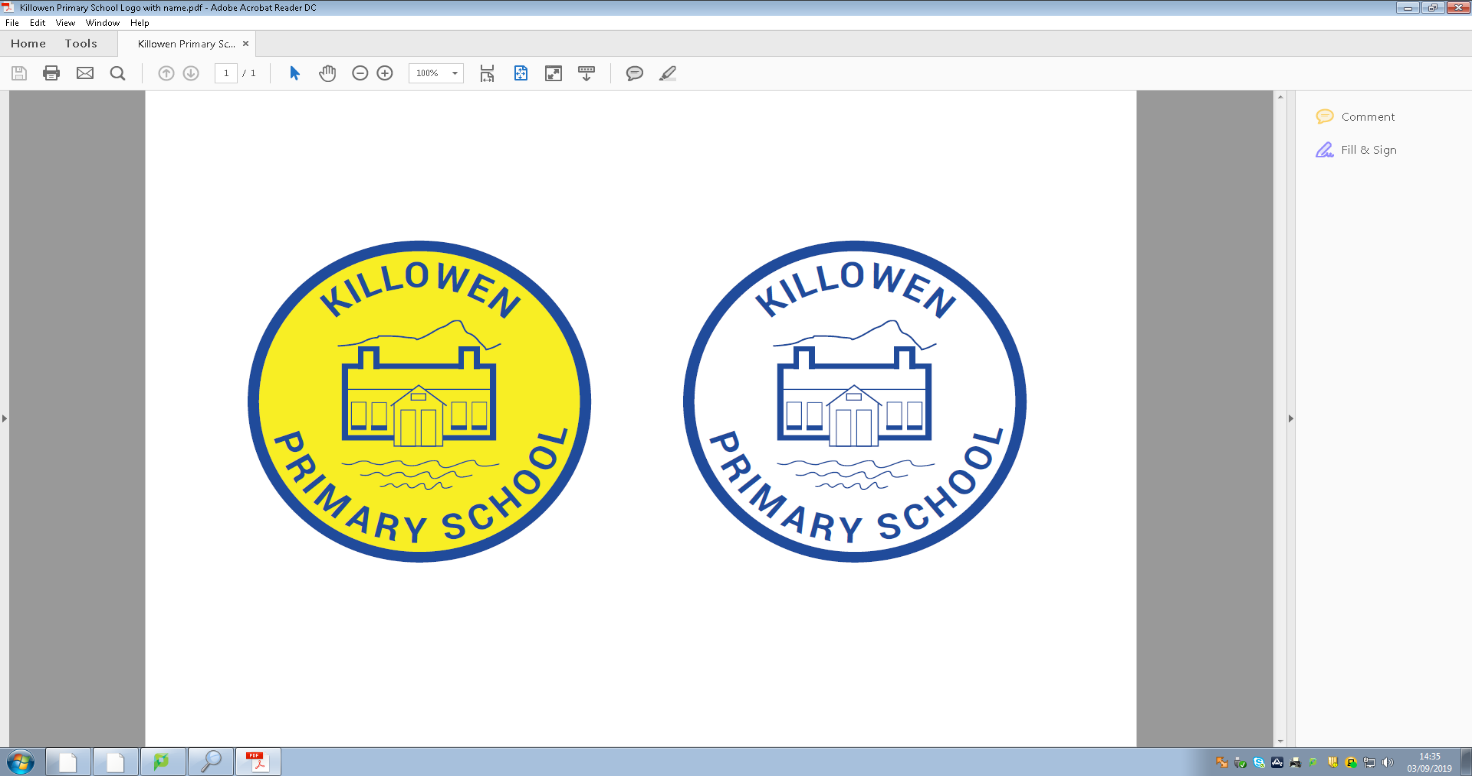 Killowen Primary School Logo with name.pdf - Adobe Acrobat Reader DC
File Edit View Window Help
Home Tools Killowen Primary Sc... ×
1 / 1 100%
Comment
Fill & Sign
KILLOWEN
PRIMARY SCHOOL
KILLOWEN
PRIMARY SCHOOL
PDF
14:35
03/09/2019